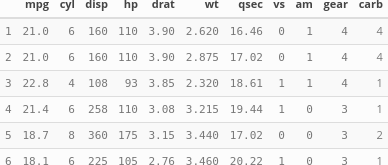 mpg cyl disp hp drat wt qsec vs am gear carb
1 21.0 6 160 110 3.90 2.620 16.46 0 1 4 4
2 21.0 6 160 110 3.90 2.875 17.02 0 1 4 4
3 22.8 4 108 93 3.85 2.320 18.61 1 1 4 1
4 21.4 6 258 110 3.08 3.215 19.44 1 0 3 1
5 18.7 8 360 175 3.15 3.440 17.02 0 0 3 2
6 18.1 6 225 105 2.76 3.460 20.22 1 0 3 1